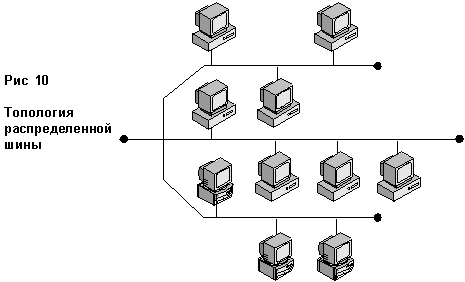 Рис 10
Топология
распределенной
шины